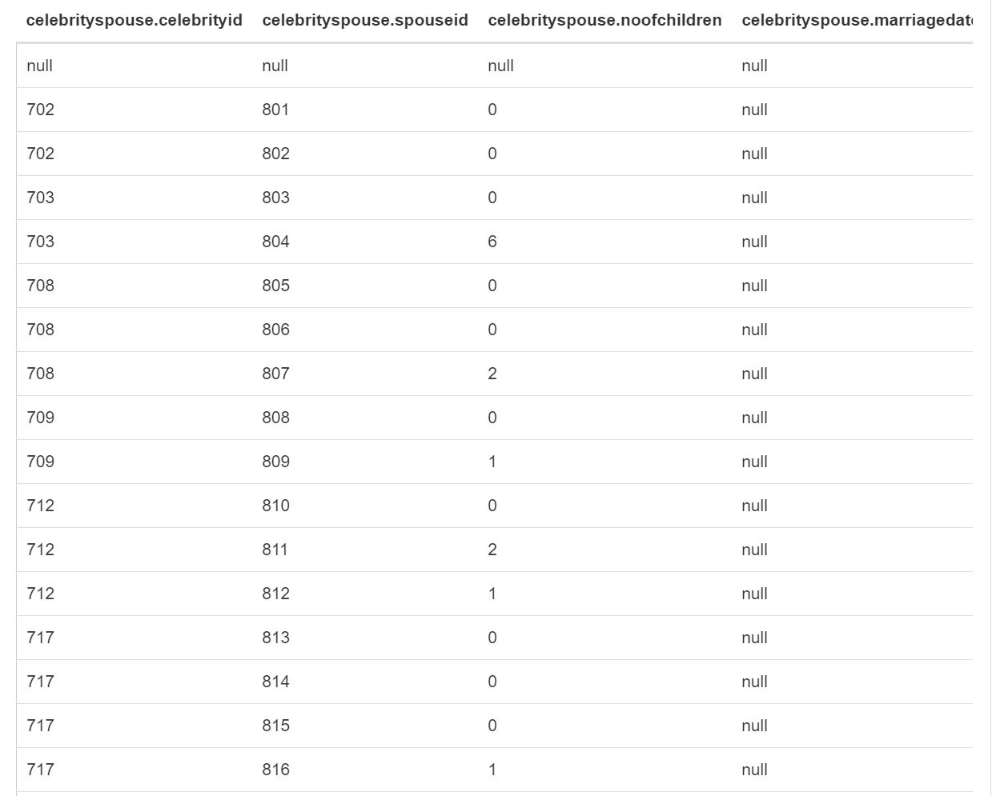 celebrityspouse.celebrityid celebrityspouse.spouseid celebrityspouse.noofchildren celebrityspouse.marriagedate
null null null null
702 801 0 null
702 802 0 null
703 803 0 null
703 804 6 null
708 805 0 null
708 806 0 null
708 807 2 null
709 808 0 null
709 809 1 null
712 810 0 null
712 811 2 null
712 812 1 null
717 813 0 null
717 814 0 null
717 815 0 null
717 816 1 null